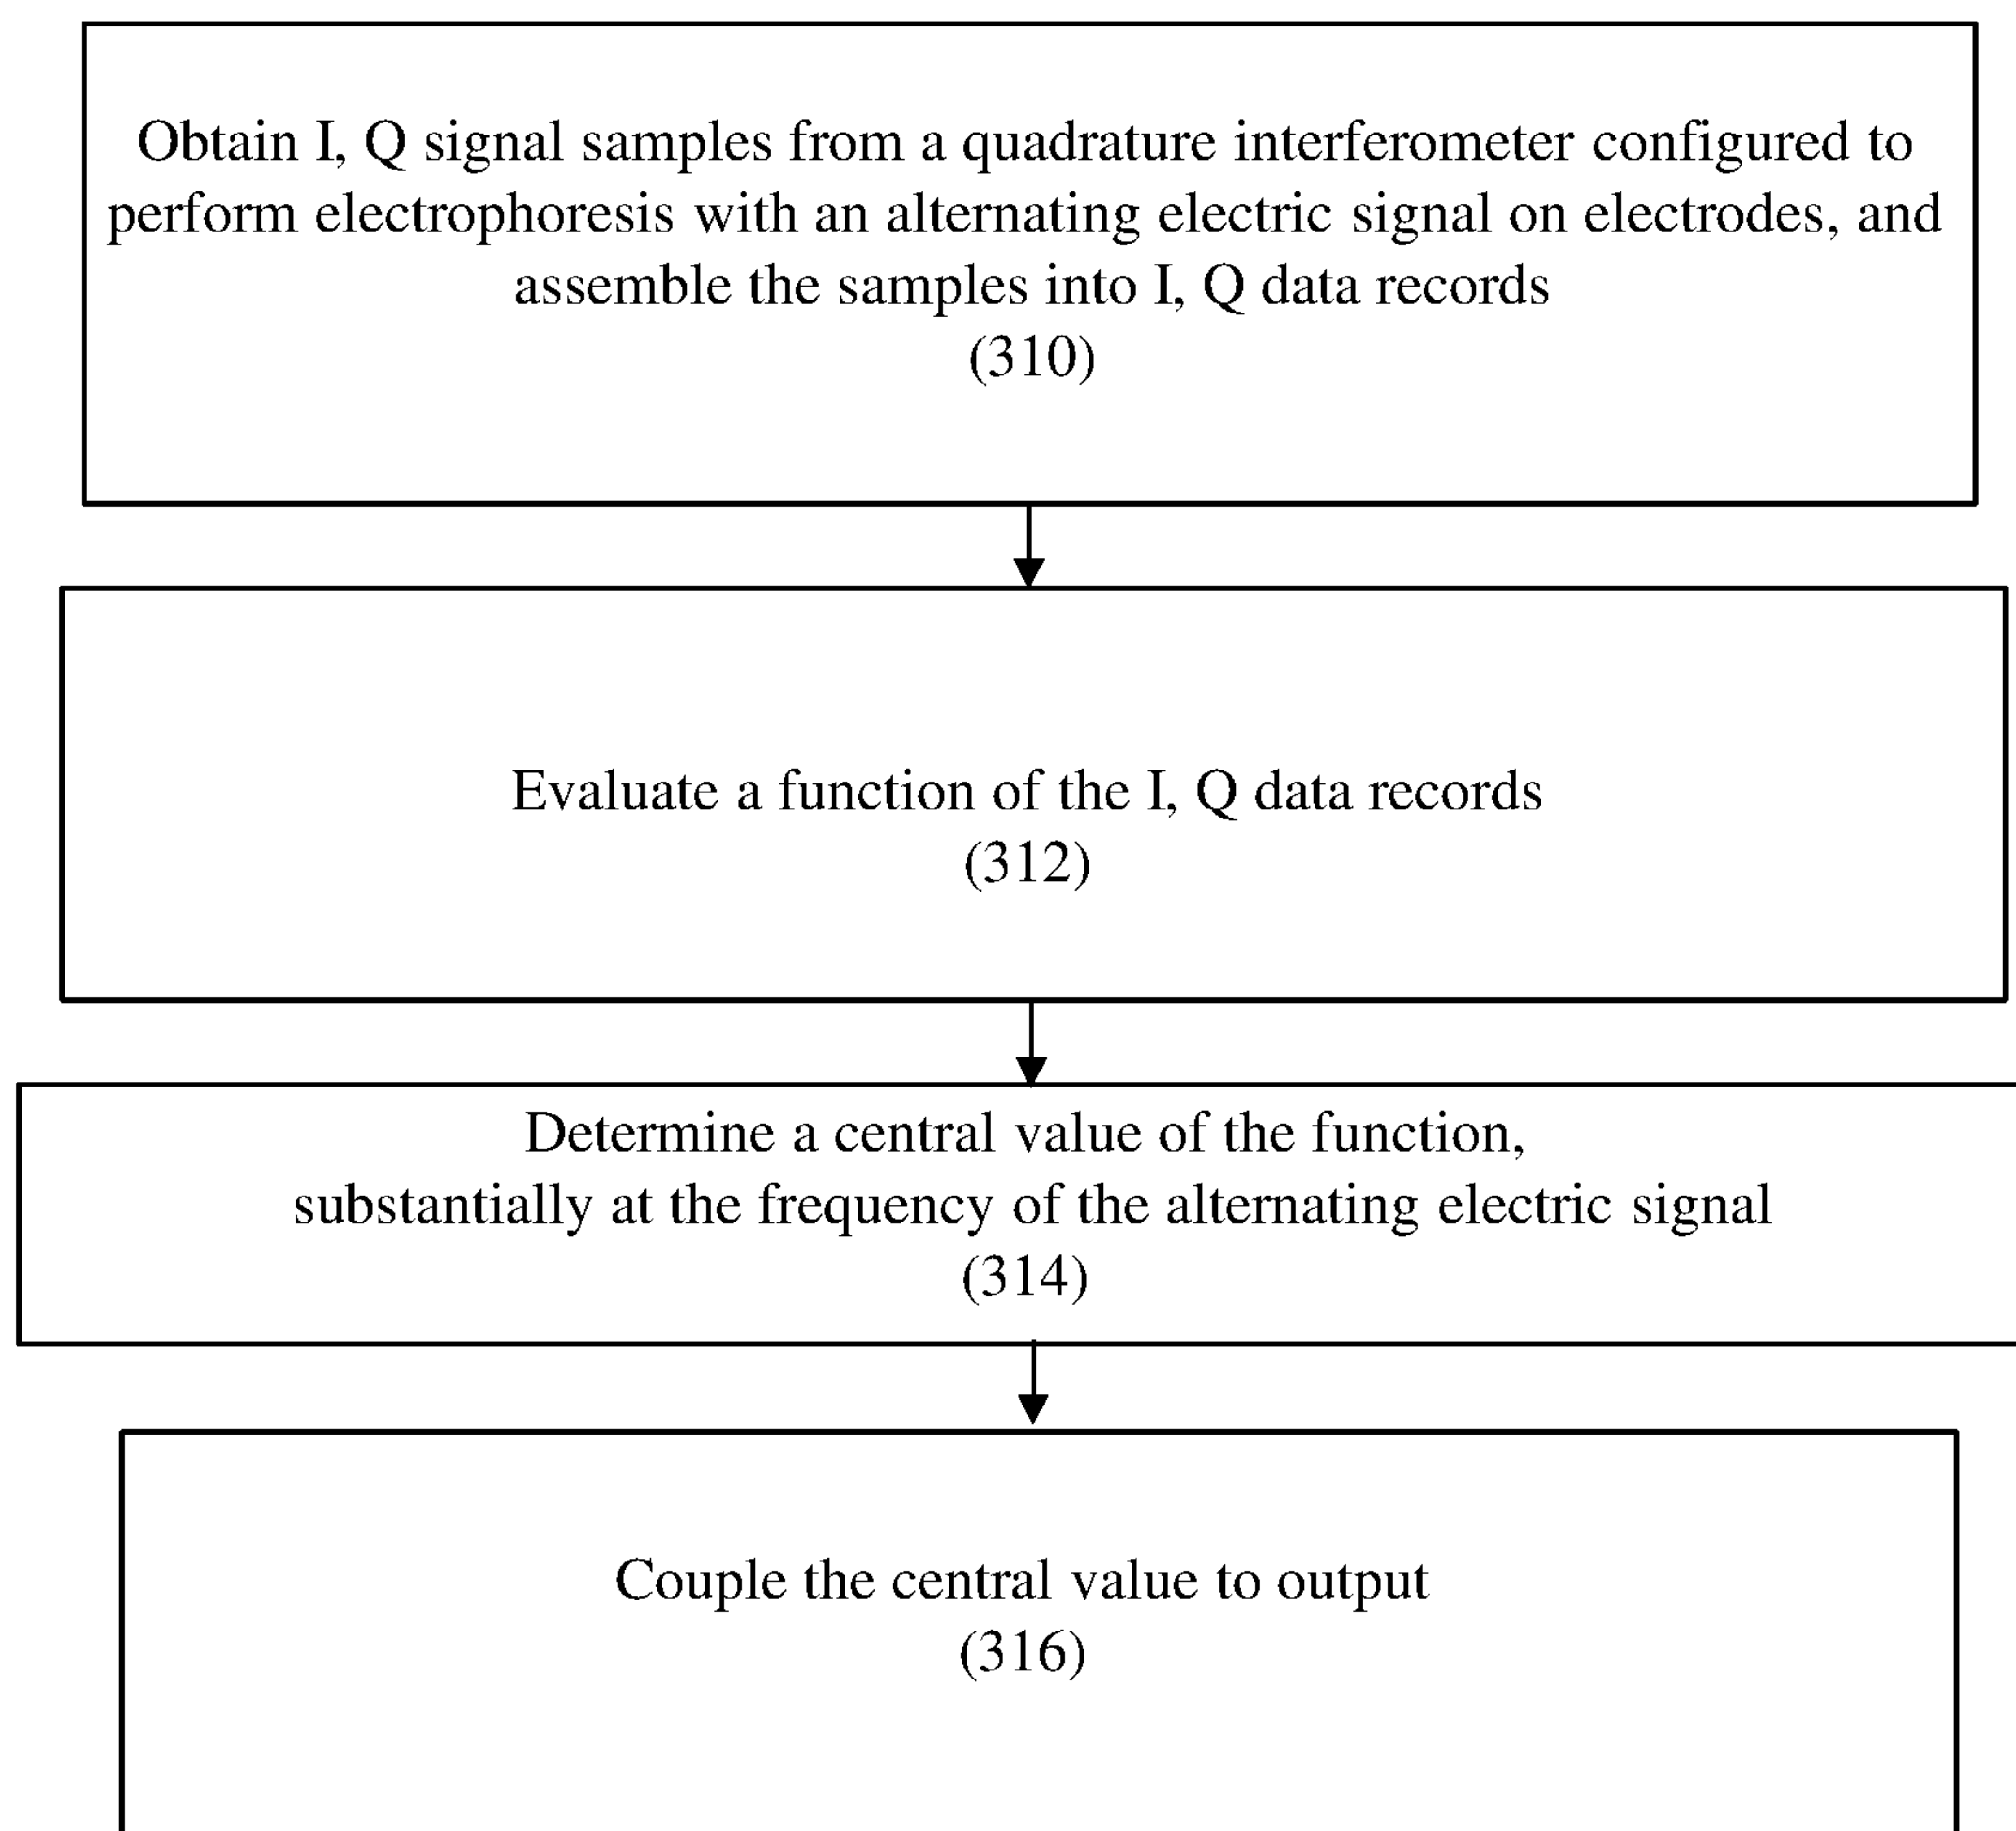 Obtain I, Q signal samples from a quadrature interferometer configured to
perform electrophoresis with an alternating electric signal on electrodes, and
assemble the samples into I, Q data records
(310)
Evaluate a function of the I, Q data records
(312)
Determine a central value of the function,
substantially at the frequency of the alternating electric signal
(314)
Couple the central value to output
(316)